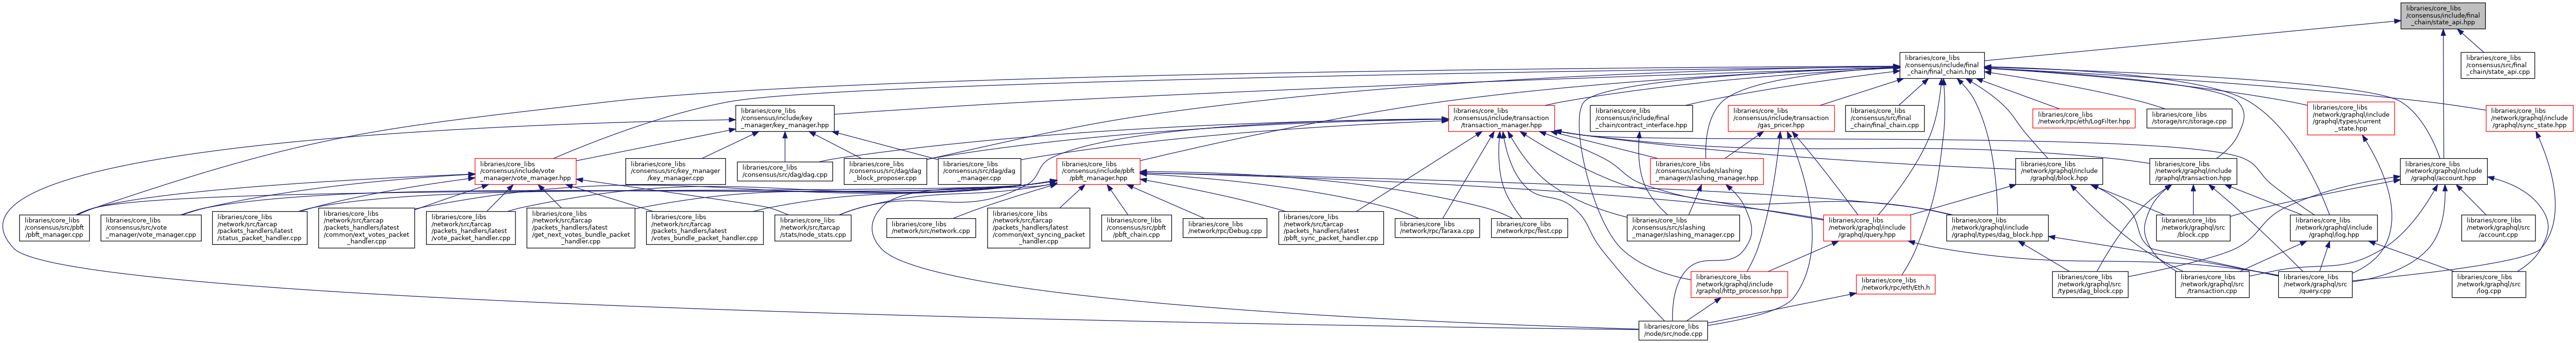 libraries/core_libs
/consensus/include/final
_chain/state_api.hpp
libraries/core_libs
/consensus/include/final
_chain/final_chain.hpp
libraries/core_libs
/consensus/src/final
_chain/state_api.cpp
libraries/core_libs
/consensus/include/key
_manager/key_manager.hpp
libraries/core_libs
/consensus/include/transaction
/transaction_manager.hpp
libraries/core_libs
/consensus/include/final
_chain/contract_interface.hpp
libraries/core_libs
/consensus/include/transaction
/gas_pricer.hpp
libraries/core_libs
/consensus/src/final
_chain/final_chain.cpp
libraries/core_libs
/network/rpc/eth/LogFilter.hpp
libraries/core_libs
/storage/src/storage.cpp
libraries/core_libs
/network/graphql/include
/graphql/types/current
_state.hpp
libraries/core_libs
/network/graphql/include
/graphql/sync_state.hpp
libraries/core_libs
/consensus/include/vote
_manager/vote_manager.hpp
libraries/core_libs
/consensus/src/key_manager
/key_manager.cpp
libraries/core_libs
/consensus/src/dag/dag.cpp
libraries/core_libs
/consensus/src/dag/dag
_block_proposer.cpp
libraries/core_libs
/consensus/src/dag/dag
_manager.cpp
libraries/core_libs
/consensus/include/pbft
/pbft_manager.hpp
libraries/core_libs
/consensus/include/slashing
_manager/slashing_manager.hpp
libraries/core_libs
/network/graphql/include
/graphql/block.hpp
libraries/core_libs
/network/graphql/include
/graphql/transaction.hpp
libraries/core_libs
/network/graphql/include
/graphql/account.hpp
libraries/core_libs
/consensus/src/pbft
/pbft_manager.cpp
libraries/core_libs
/consensus/src/vote
_manager/vote_manager.cpp
libraries/core_libs
/network/src/tarcap
/packets_handlers/latest
/status_packet_handler.cpp
libraries/core_libs
/network/src/tarcap
/packets_handlers/latest
/common/ext_votes_packet
_handler.cpp
libraries/core_libs
/network/src/tarcap
/packets_handlers/latest
/vote_packet_handler.cpp
libraries/core_libs
/network/src/tarcap
/packets_handlers/latest
/get_next_votes_bundle_packet
_handler.cpp
libraries/core_libs
/network/src/tarcap
/packets_handlers/latest
/votes_bundle_packet_handler.cpp
libraries/core_libs
/network/src/tarcap
/stats/node_stats.cpp
libraries/core_libs
/network/src/network.cpp
libraries/core_libs
/network/src/tarcap
/packets_handlers/latest
/common/ext_syncing_packet
_handler.cpp
libraries/core_libs
/consensus/src/pbft
/pbft_chain.cpp
libraries/core_libs
/network/rpc/Debug.cpp
libraries/core_libs
/network/src/tarcap
/packets_handlers/latest
/pbft_sync_packet_handler.cpp
libraries/core_libs
/network/rpc/Taraxa.cpp
libraries/core_libs
/network/rpc/Test.cpp
libraries/core_libs
/consensus/src/slashing
_manager/slashing_manager.cpp
libraries/core_libs
/network/graphql/include
/graphql/query.hpp
libraries/core_libs
/network/graphql/include
/graphql/types/dag_block.hpp
libraries/core_libs
/network/graphql/src
/block.cpp
libraries/core_libs
/network/graphql/include
/graphql/log.hpp
libraries/core_libs
/network/graphql/src
/account.cpp
libraries/core_libs
/network/graphql/include
/graphql/http_processor.hpp
libraries/core_libs
/network/rpc/eth/Eth.h
libraries/core_libs
/network/graphql/src
/types/dag_block.cpp
libraries/core_libs
/network/graphql/src
/transaction.cpp
libraries/core_libs
/network/graphql/src
/query.cpp
libraries/core_libs
/network/graphql/src
/log.cpp
libraries/core_libs
/node/src/node.cpp